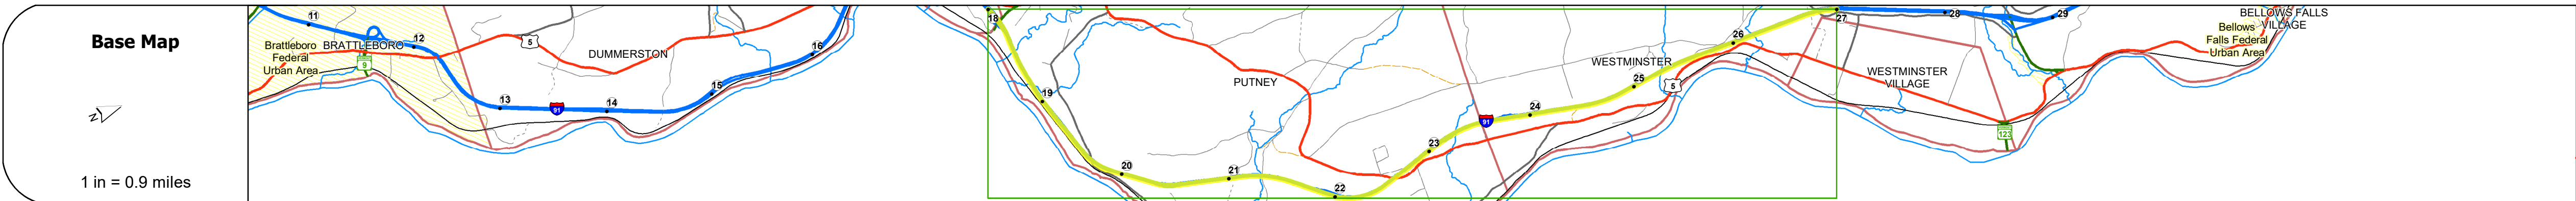 Base Map
N
1 in = 0.9 miles
11
Brattleboro
Federal
Urban Area
BRATTLEBORO
9
12
5
DUMMERSTON
13
91
14
15
16
18
19
20
PUTNEY
21
22
23
91
24
WESTMINSTER
25
5
26
27
WESTMINSTER
VILLAGE
28
29
123
Bellows
Falls Federal
Urban Area
BELLOWS FALLS
VILLAGE